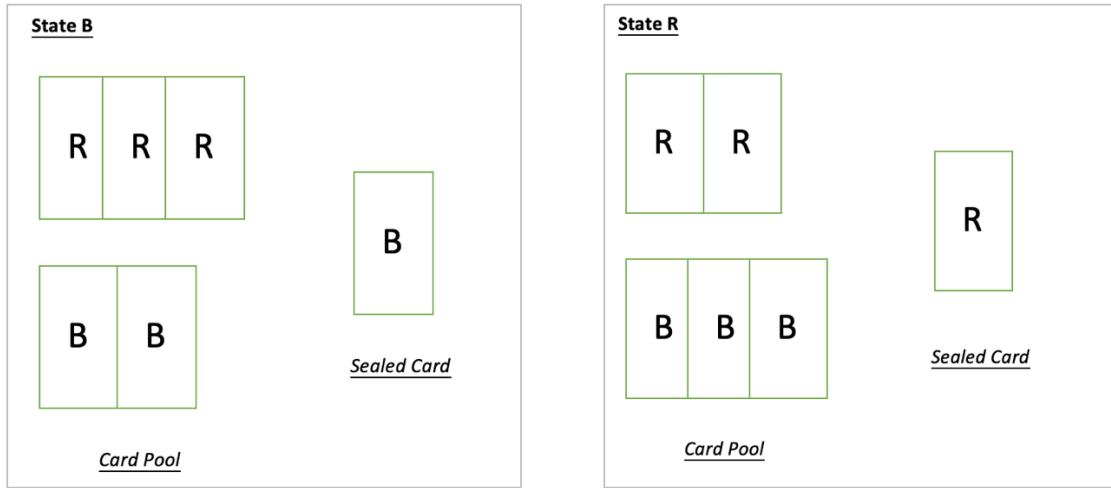 State B
R R R
B B
B
Sealed Card
Card Pool
State R
R R
B B B
R
Sealed Card
Card Pool